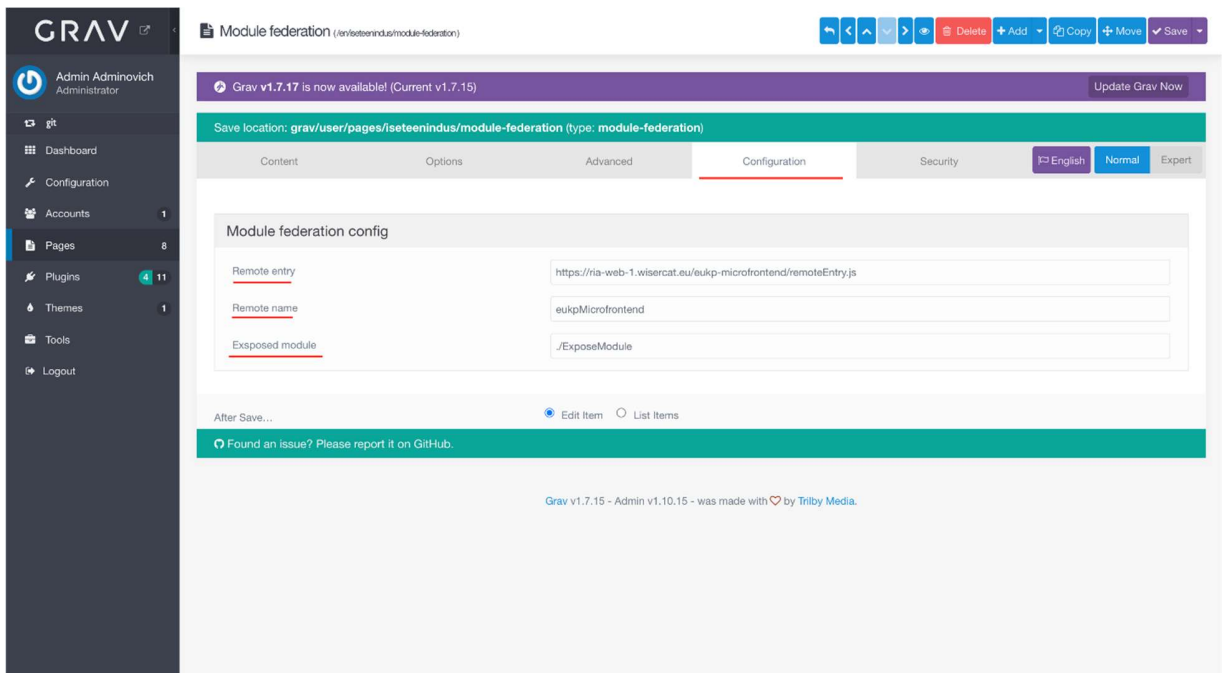 GRAV
Module federation (/en/iseteenindus/module-federation)
Delete
Add
Copy
Move
Save
Admin Adminovich
Administrator
git
Dashboard
Configuration
Accounts 1
Pages 8
Plugins 4 11
Themes 1
Tools
Logout
Grav v1.7.17 is now available! (Current v1.7.15)
Update Grav Now
Save location: grav/user/pages/iseteenindus/module-federation (type: module-federation)
Content
Options
Advanced
Configuration
Security
English
Normal
Expert
Module federation config
Remote entry
https://ria-web-1.wisercat.eu/eukp-microfrontend/remoteEntry.js
Remote name
eukpMicrofrontend
Exsposed module
./ExposeModule
After Save...
Edit Item
List Items
Found an issue? Please report it on GitHub.
Grav v1.7.15 - Admin v1.10.15 - was made with by Trilby Media.